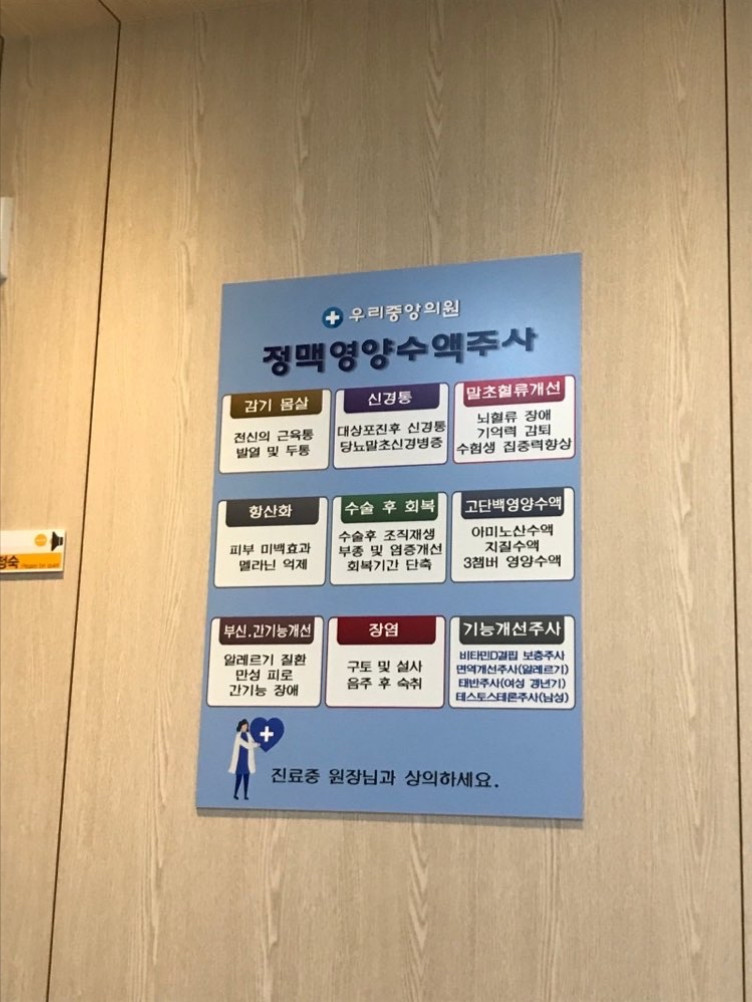 우리중앙의원
정맥영양수액주사
감기 몸살
전신의 근육통
발열 및 두통
신경통
대상포진후 신경통
당뇨말초신경병증
말초혈류개선
뇌혈류 장애
기억력 감퇴
수험생 집중력향상
항산화
피부 미백효과
멜라닌 억제
수술 후 회복
수술후 조직재생
부종 및 염증개선
회복기간 단축
고단백영양수액
아미노산수액
지질수액
3챔버 영양수액
부신.간기능개선
알레르기 질환
만성 피로
간기능 장애
장염
구토 및 설사
음주 후 숙취
기능개선주사
비타민D결핍 보충주사
면역개선주사(알레르기)
태반주사(여성 갱년기)
테스토스테론주사(남성)
진료중 원장님과 상의하세요.
정숙